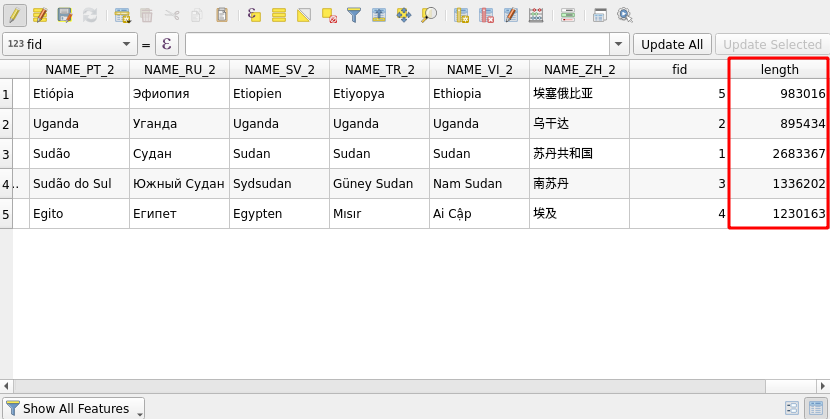 123 fid = ε Update All Update Selected
NAME_PT_2 NAME_RU_2 NAME_SV_2 NAME_TR_2 NAME_VI_2 NAME_ZH_2 fid length
1 Etiópia Эфиопия Etiopien Etiyopya Ethiopia 埃塞俄比亚 5 983016
2 Uganda Уганда Uganda Uganda Uganda 乌干达 2 895434
3 Sudão Судан Sudan Sudan Sudan 苏丹共和国 1 2683367
4 .. Sudão do Sul Южный Судан Sydsudan Güney Sudan Nam Sudan 南苏丹 3 1336202
5 Egito Египет Egypten Mısır Ai Cập 埃及 4 1230163
Show All Features